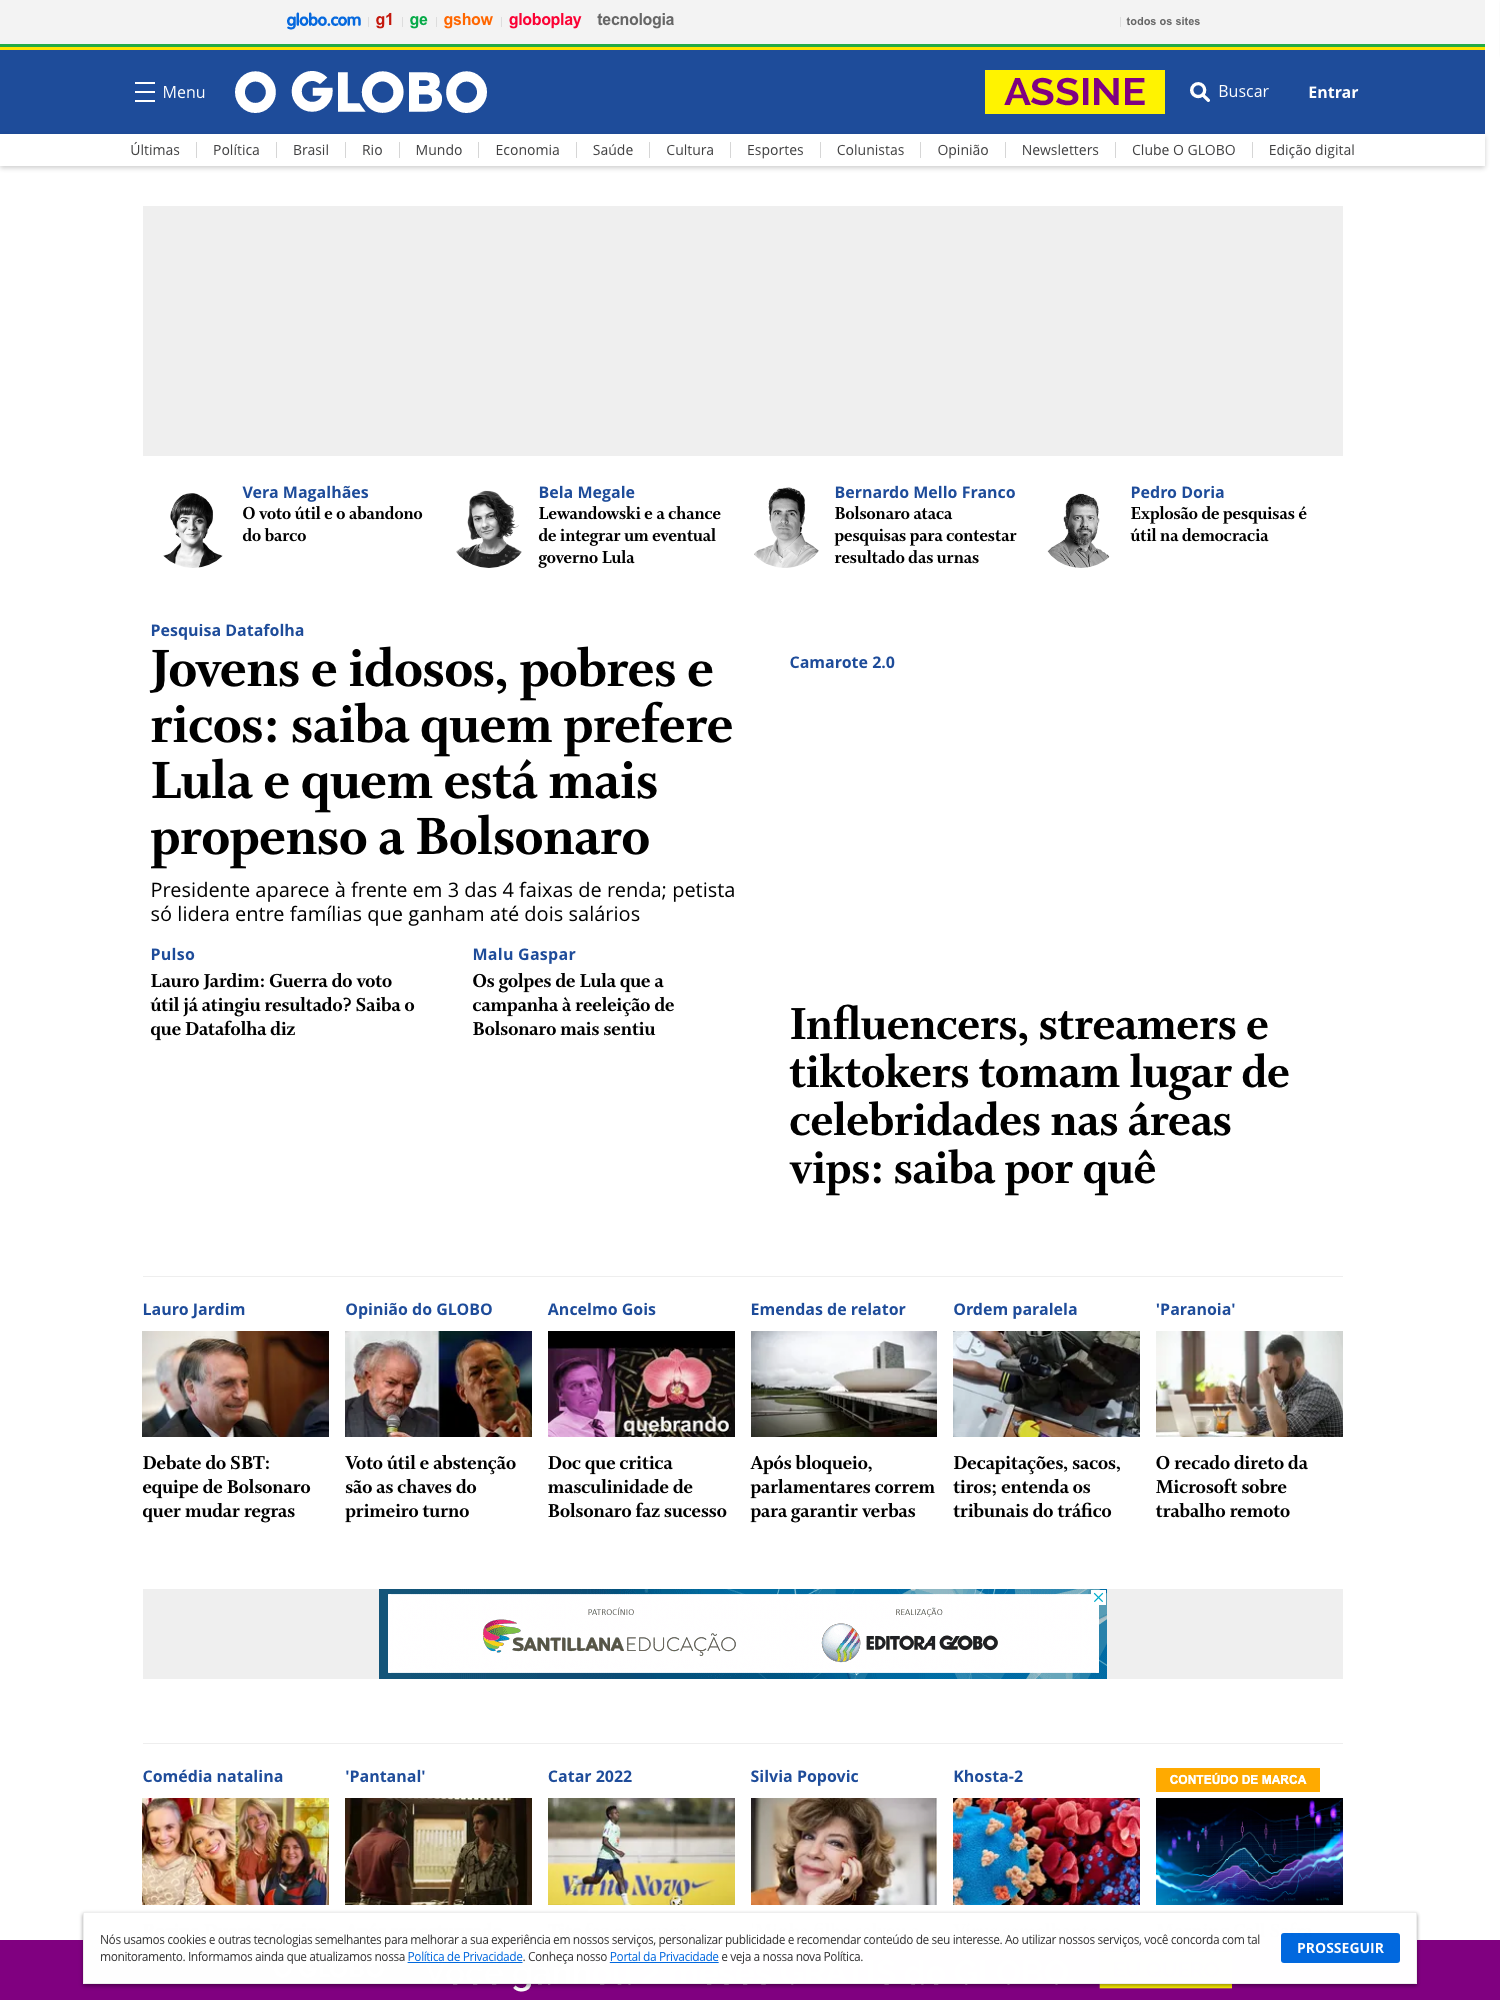 globo.com g1 ge gshow globoplay tecnologia todos os sites
Menu O GLOBO ASSINE Buscar Entrar
Últimas Política Brasil Rio Mundo Economia Saúde Cultura Esportes Colunistas Opinião Newsletters Clube O GLOBO Edição digital
Vera Magalhães
O voto útil e o abandono
do barco
Bela Megale
Lewandowski e a chance
de integrar um eventual
governo Lula
Bernardo Mello Franco
Bolsonaro ataca
pesquisas para contestar
resultado das urnas
Pedro Doria
Explosão de pesquisas é
útil na democracia
Pesquisa Datafolha
Jovens e idosos, pobres e
ricos: saiba quem prefere
Lula e quem está mais
propenso a Bolsonaro
Presidente aparece à frente em 3 das 4 faixas de renda; petista
só lidera entre famílias que ganham até dois salários
Pulso
Lauro Jardim: Guerra do voto
útil já atingiu resultado? Saiba o
que Datafolha diz
Malu Gaspar
Os golpes de Lula que a
campanha à reeleição de
Bolsonaro mais sentiu
Camarote 2.0
Influencers, streamers e
tiktokers tomam lugar de
celebridades nas áreas
vips: saiba por quê
Lauro Jardim
Debate do SBT:
equipe de Bolsonaro
quer mudar regras
Opinião do GLOBO
Voto útil e abstenção
são as chaves do
primeiro turno
Ancelmo Gois
quebrando
Doc que critica
masculinidade de
Bolsonaro faz sucesso
Emendas de relator
Após bloqueio,
parlamentares correm
para garantir verbas
Ordem paralela
Decapitações, sacos,
tiros; entenda os
tribunais do tráfico
'Paranoia'
O recado direto da
Microsoft sobre
trabalho remoto
PATROCÍNIO
SANTILLANA EDUCAÇÃO
REALIZAÇÃO
EDITORA GLOBO
Comédia natalina
'Pantanal'
Catar 2022
Silvia Popovic
Khosta-2
CONTEÚDO DE MARCA
Nós usamos cookies e outras tecnologias semelhantes para melhorar a sua experiência em nossos serviços, personalizar publicidade e recomendar conteúdo de seu interesse. Ao utilizar nossos serviços, você concorda com tal
monitoramento. Informamos ainda que atualizamos nossa Política de Privacidade. Conheça nosso Portal da Privacidade e veja a nossa nova Política.
PROSSEGUIR